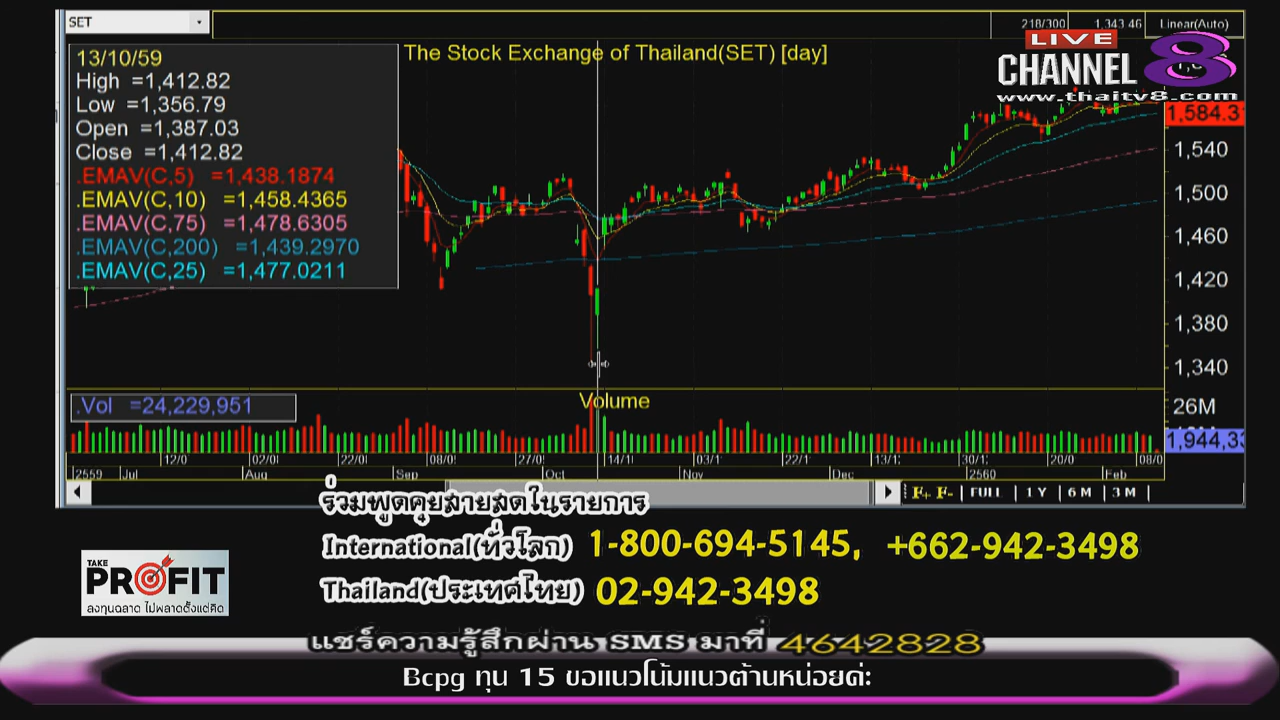 SET
218/300 1,343.46 Linear(Auto)
The Stock Exchange of Thailand(SET) [day]
LIVE
CHANNEL 8
www.thaitv8.com
13/10/59
High =1,412.82
Low =1,356.79
Open =1,387.03
Close =1,412.82
.EMAV(C,5) =1,438.1874
.EMAV(C,10) =1,458.4365
.EMAV(C,75) =1,478.6305
.EMAV(C,200) =1,439.2970
.EMAV(C,25) =1,477.0211
1,584.3
1,540
1,500
1,460
1,420
1,380
1,340
.Vol =24,229,951
Volume
26M
1,944,33
12/0 02/0 22/0 08/0 27/0 14/1 03/1 22/1 13/1 30/1 20/0 08/0
2559 Jul Aug Sep Oct Nov Dec 2560 Feb
F+ F- FULL 1 Y 6 M 3 M
ร่วมพูดคุยสายสดในรายการ
International(ทั่วโลก) 1-800-694-5145, +662-942-3498
Thailand(ประเทศไทย) 02-942-3498
TAKE
PROFIT
ลงทุนฉลาด ไม่พลาดตั้งแต่คิด
แชร์ความรู้สึกผ่าน SMS มาที่ 4642828
Bcpg ทุน 15 ขอแนวโน้มแนวต้านหน่อยค่ะ